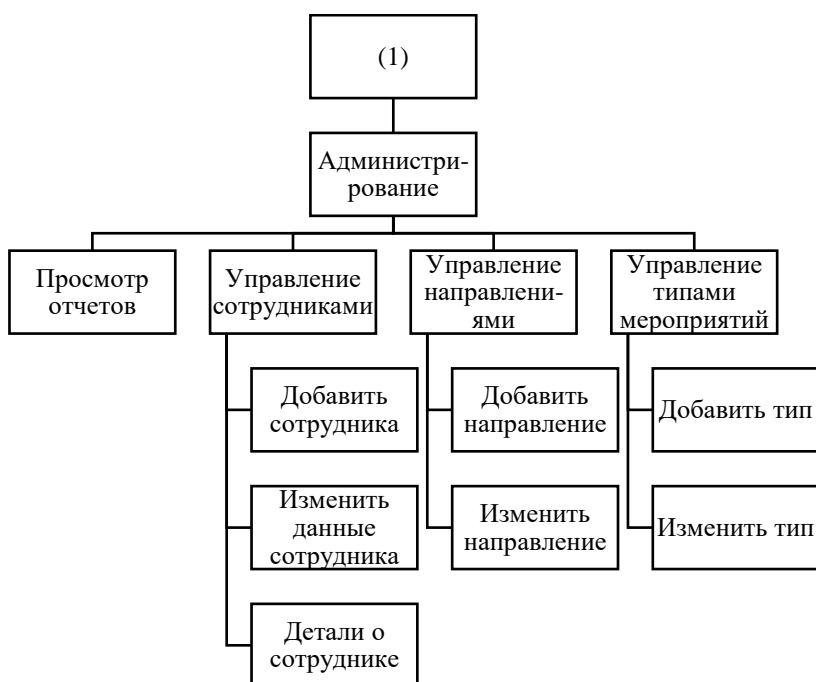 (1)
Администри-
рование
Просмотр
отчетов
Управление
сотрудниками
Управление
направлени-
ями
Управление
типами
мероприятий
Добавить
сотрудника
Добавить
направление
Добавить тип
Изменить
данные
сотрудника
Изменить
направление
Изменить тип
Детали о
сотруднике